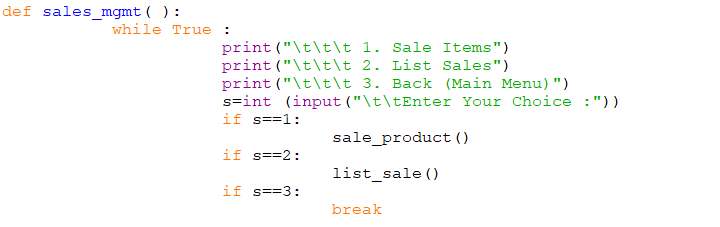 def sales_mgmt( ):
while True :
print("\t\t\t 1. Sale Items")
print("\t\t\t 2. List Sales")
print("\t\t\t 3. Back (Main Menu)")
s=int (input("\t\tEnter Your Choice :"))
if s==1:
sale_product()
if s==2:
list_sale()
if s==3:
break